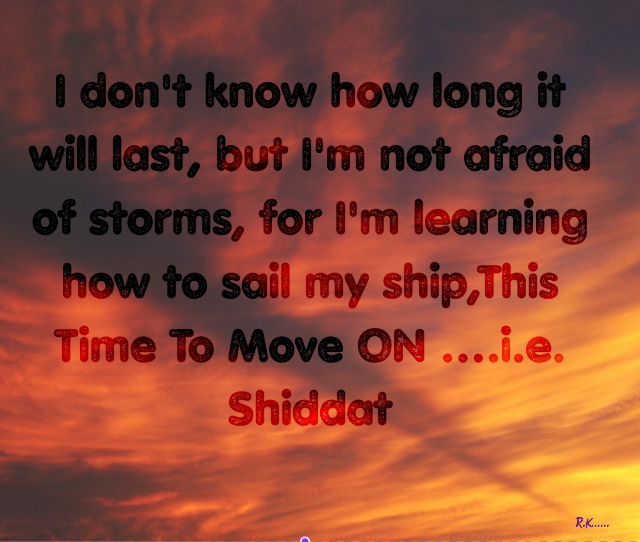 I don't know how long it
will last, but I'm not afraid
of storms, for I'm learning
how to sail my ship,This
Time To Move ON ....i.e.
Shiddat
R.K.....